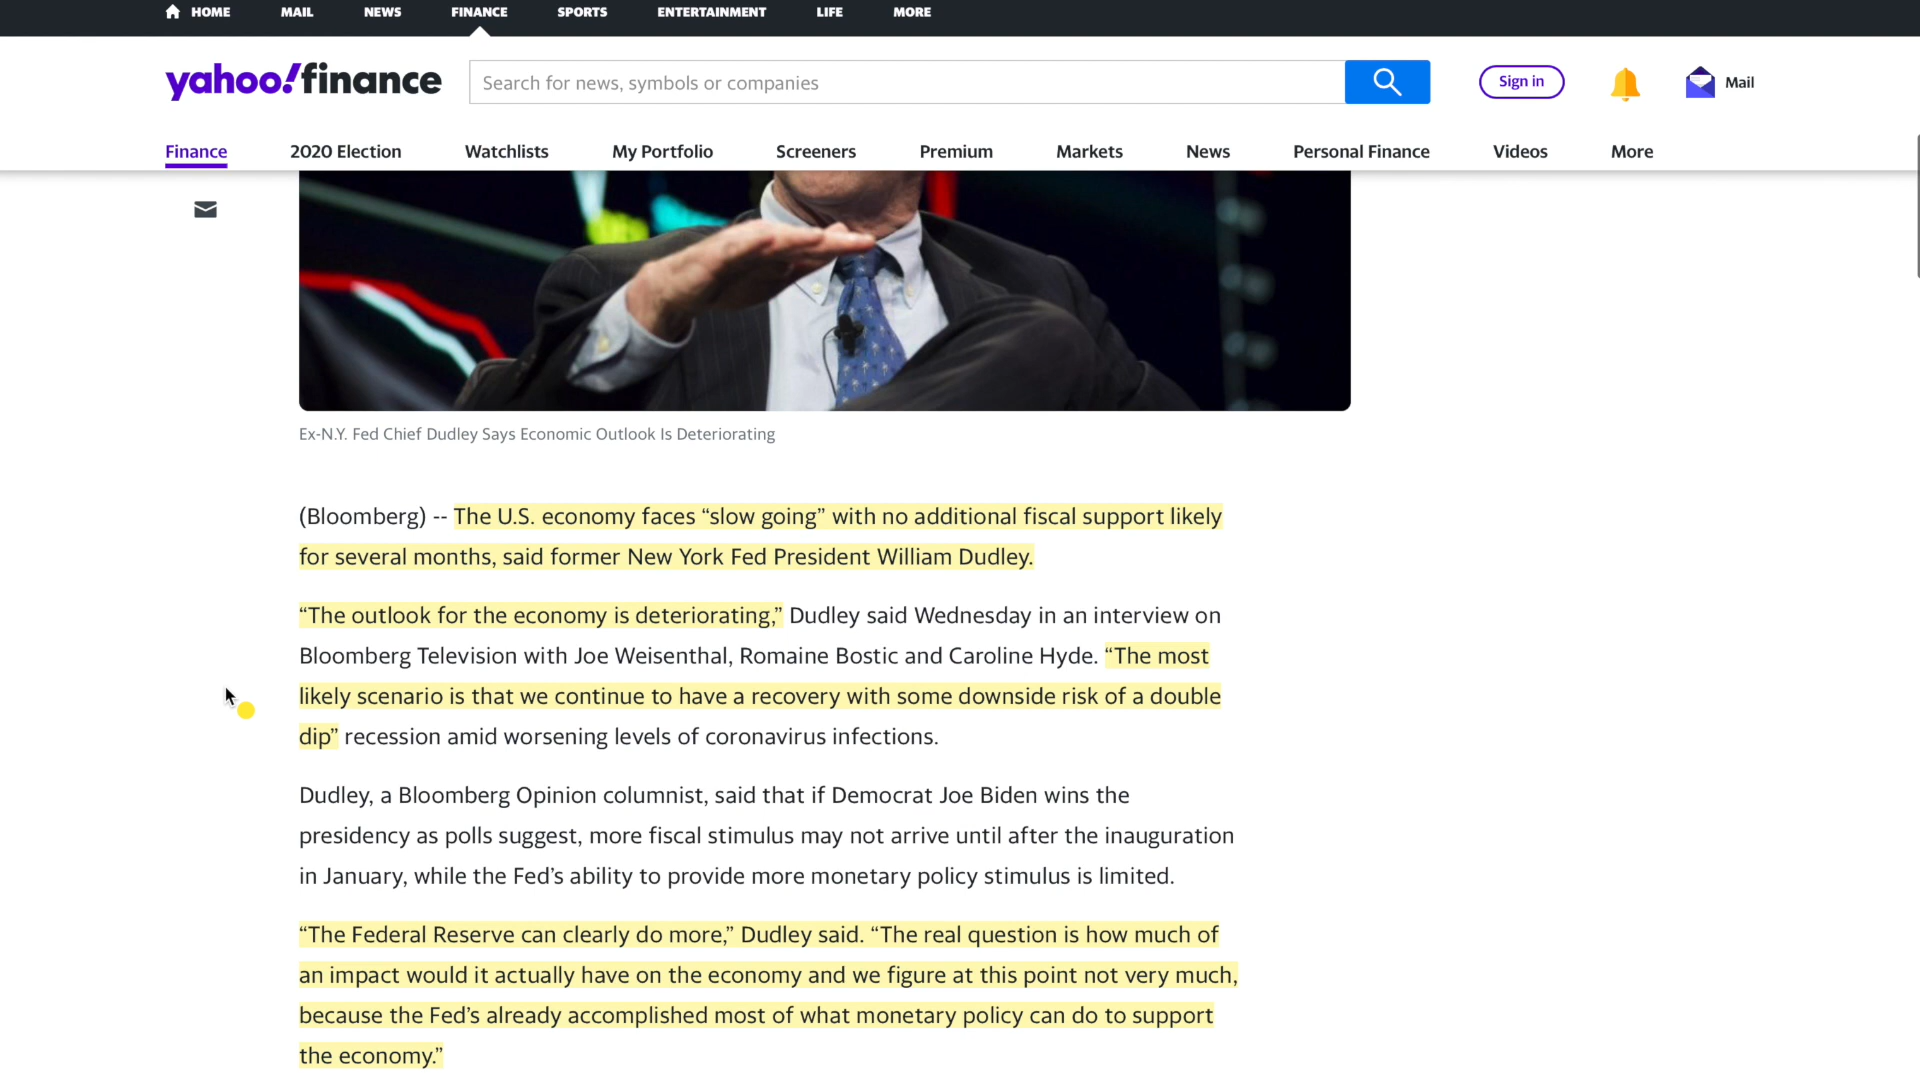 HOME MAIL NEWS FINANCE SPORTS ENTERTAINMENT LIFE MORE
yahoo!finance
Search for news, symbols or companies
Sign in
Mail
Finance 2020 Election Watchlists My Portfolio Screeners Premium Markets News Personal Finance Videos More
Ex-N.Y. Fed Chief Dudley Says Economic Outlook Is Deteriorating
(Bloomberg) -- The U.S. economy faces “slow going” with no additional fiscal support likely
for several months, said former New York Fed President William Dudley.
“The outlook for the economy is deteriorating,” Dudley said Wednesday in an interview on
Bloomberg Television with Joe Weisenthal, Romaine Bostic and Caroline Hyde. “The most
likely scenario is that we continue to have a recovery with some downside risk of a double
dip” recession amid worsening levels of coronavirus infections.
Dudley, a Bloomberg Opinion columnist, said that if Democrat Joe Biden wins the
presidency as polls suggest, more fiscal stimulus may not arrive until after the inauguration
in January, while the Fed’s ability to provide more monetary policy stimulus is limited.
“The Federal Reserve can clearly do more,” Dudley said. “The real question is how much of
an impact would it actually have on the economy and we figure at this point not very much,
because the Fed’s already accomplished most of what monetary policy can do to support
the economy.”